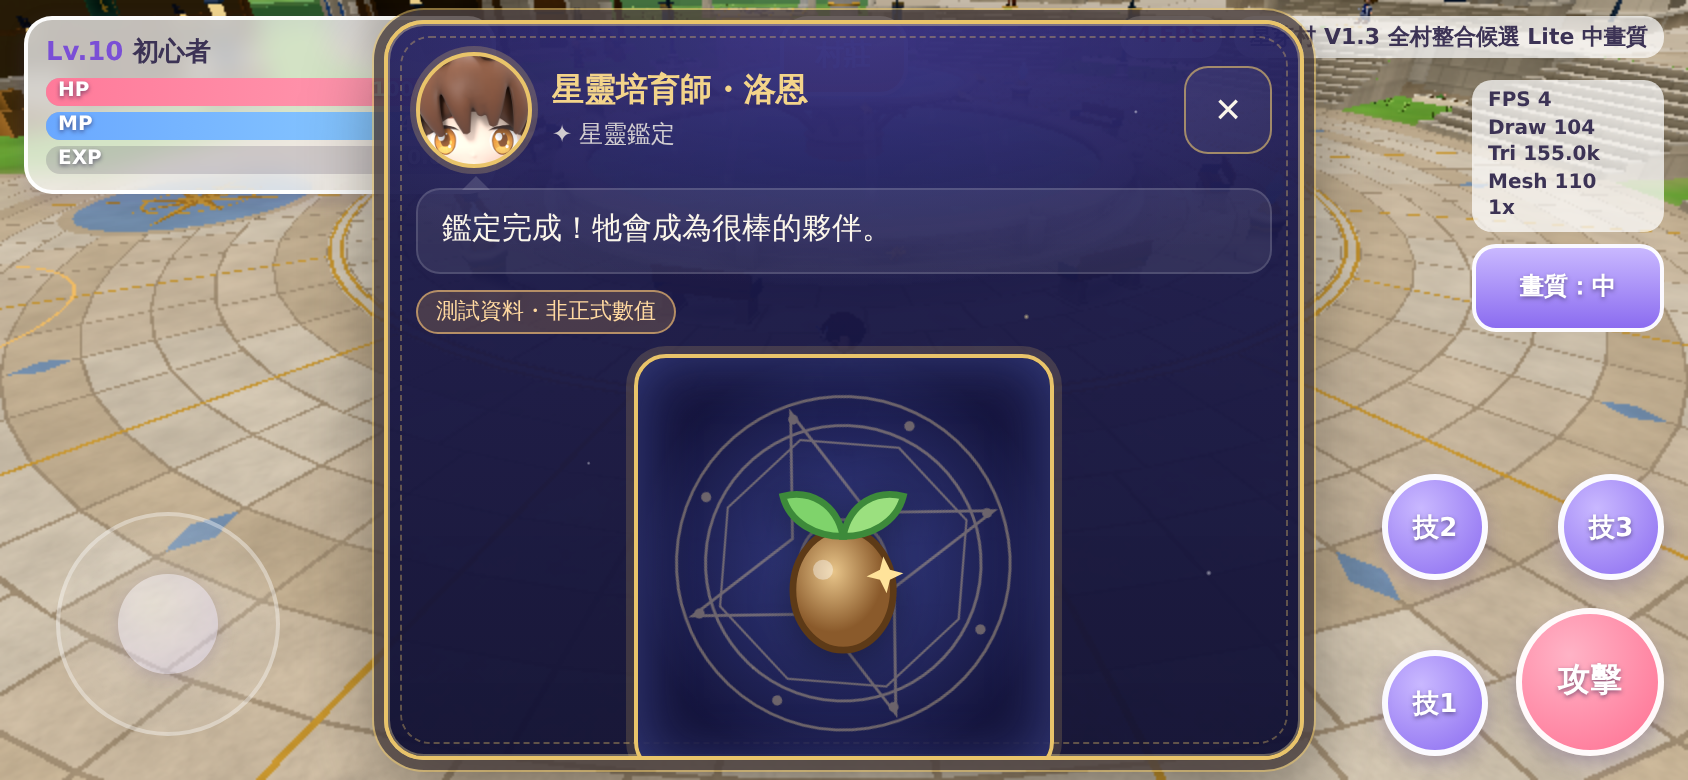 Lv.10 初心者
HP
MP
EXP
星靈培育師・洛恩
✦ 星靈鑑定
×
鑑定完成！牠會成為很棒的夥伴。
測試資料・非正式數值
村 V1.3 全村整合候選 Lite 中畫質
FPS 4
Draw 104
Tri 155.0k
Mesh 110
1x
畫質：中
技2
技3
技1
攻擊